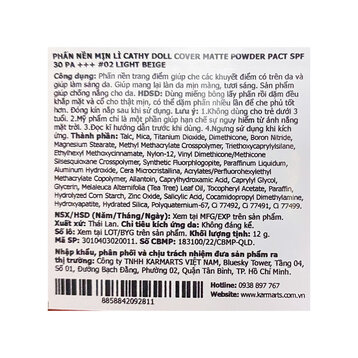 PHẤN NỀN MỊN LÌ CATHY DOLL COVER MATTE POWDER PACT SPF
30 PA +++ #02 LIGHT BEIGE
Công dụng: Phấn nền trang điểm giúp che các khuyết điểm có trên da và
giúp làm sáng da. Giúp mang lại làn da mịn màng, tươi sáng. Sản phẩm
giúp chống nắng cho da. HDSD: Dùng miếng bông lấy phấn rồi dặm đều
khắp mặt và cổ cho thật mịn, có thể dặm phấn nhiều lần để che phủ tốt
hơn. Đóng kín nắp sau khi sử dụng. Lưu ý: 1.Không sử dụng cho trẻ em
dưới 3 tuổi. 2.Mỹ phẩm chỉ là một phần giúp hạn chế sự nguy hiểm từ ánh nắng
mặt trời. 3.Đọc kĩ hướng dẫn trước khi dùng. 4.Ngưng sử dụng khi kích
ứng. Thành phần: Talc, Mica, Titanium Dioxide, Dimethicone, Boron Nitride,
Magnesium Stearate, Methyl Methacrylate Crosspolymer, Triethoxycaprylylsilane,
Ethylhexyl Methoxycinnamate, Nylon-12, Vinyl Dimethicone/Methicone
Silsesquioxane Crosspolymer, Synthetic Fluorphlogopite, Paraffinum Liquidum,
Aluminum Hydroxide, Cera Microcristallina, Acrylates/Perfluorohexylethyl
Methacrylate Copolymer, Allantoin, Caprylhydroxamic Acid, Caprylyl Glycol,
Glycerin, Melaleuca Alternifolia (Tea Tree) Leaf Oil, Tocopheryl Acetate, Paraffin,
Hydrolyzed Corn Starch, Zinc Oxide, Salicylic Acid, Isopropyl Titanium Triisostearate,
Hydroxyapatite, Hydrated Silica, Polyquaternium-67, CI 77492, CI 77491, CI 77499.
NSX/HSD (Năm/Tháng/Ngày): Xem tại MFG/EXP trên sản phẩm.
Xuất xứ: Thái Lan. Chỉ tiêu kích ứng da: Không đáng kể.
Số lô: Xem tại LOT/BYG trên sản phẩm. Khối lượng tịnh: 12 g.
Mã SP: 3010403020011. Số CBMP: 183100/22/CBMP-QLD.
Nhập khẩu, phân phối và chịu trách nhiệm đưa sản phẩm ra
thị trường: Công ty TNHH KARMARTS VIỆT NAM, Bluesky Tower, Tầng 04,
Số 01, Đường Bạch Đằng, Phường 02, Quận Tân Bình, TP. Hồ Chí Minh.
Hotline: 0938 897 767
https://www.karmarts.com.vn
8858842092811